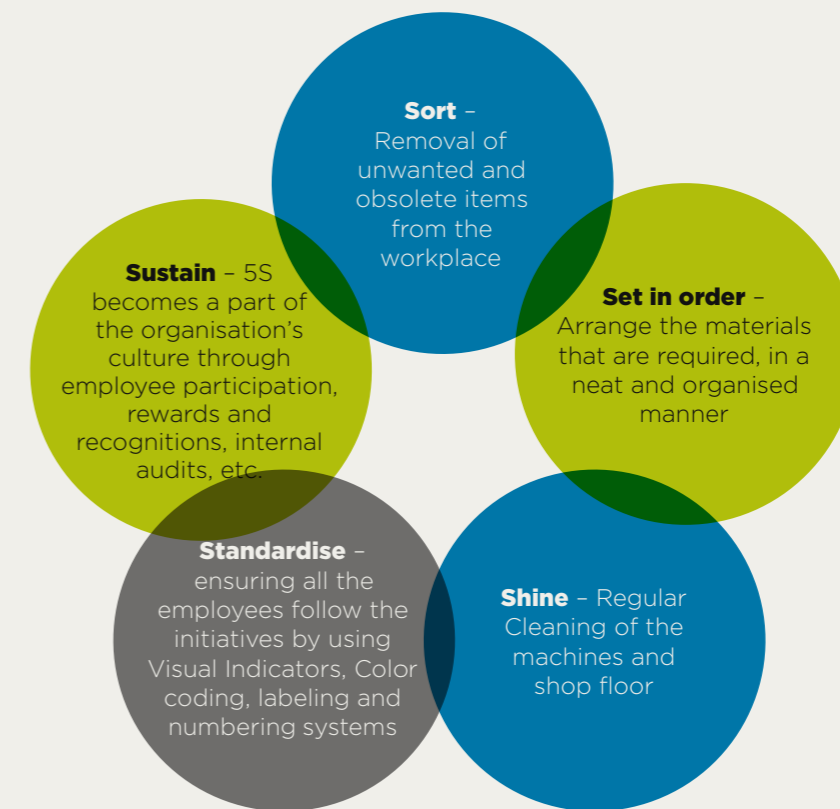 Sort –
Removal of
unwanted and
obsolete items
from the
workplace
Set in order –
Arrange the materials
that are required, in a
neat and organised
manner
Shine – Regular
Cleaning of the
machines and
shop floor
Standardise –
ensuring all the
employees follow the
initiatives by using
Visual Indicators, Color
coding, labeling and
numbering systems
Sustain – 5S
becomes a part of
the organisation’s
culture through
employee participation,
rewards and
recognitions, internal
audits, etc.